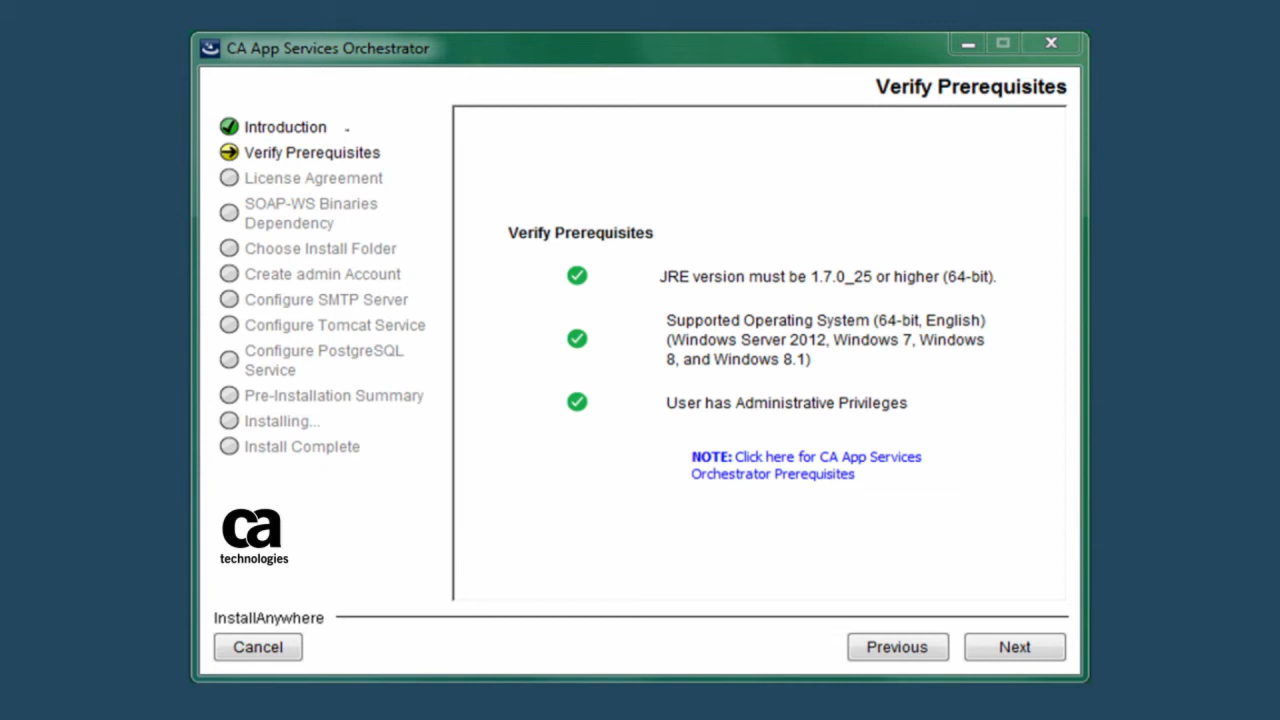 CA App Services Orchestrator
Verify Prerequisites
Introduction
Verify Prerequisites
License Agreement
SOAP-WS Binaries
Dependency
Choose Install Folder
Create admin Account
Configure SMTP Server
Configure Tomcat Service
Configure PostgreSQL
Service
Pre-Installation Summary
Installing...
Install Complete
ca
technologies
Verify Prerequisites
JRE version must be 1.7.0_25 or higher (64-bit).
Supported Operating System (64-bit, English)
(Windows Server 2012, Windows 7, Windows
8, and Windows 8.1)
User has Administrative Privileges
NOTE: Click here for CA App Services
Orchestrator Prerequisites
InstallAnywhere
Cancel
Previous
Next